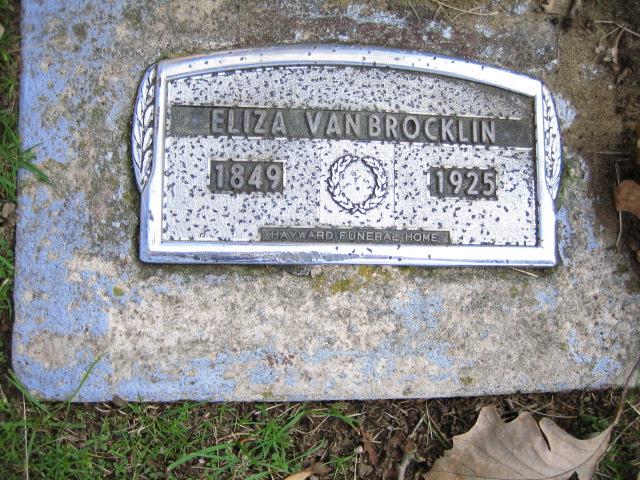 ELIZA VANBROCKLIN
1849 1925
HAYWARD FUNERAL HOME